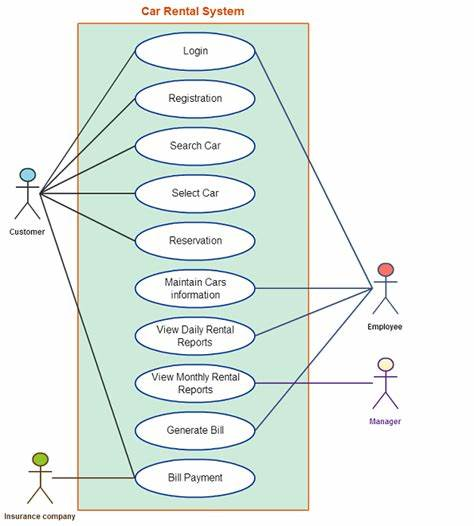 Car Rental System
Login
Registration
Search Car
Select Car
Customer
Reservation
Maintain Cars
information
Employee
View Daily Rental
Reports
View Monthly Rental
Reports
Manager
Generate Bill
Bill Payment
Insurance company